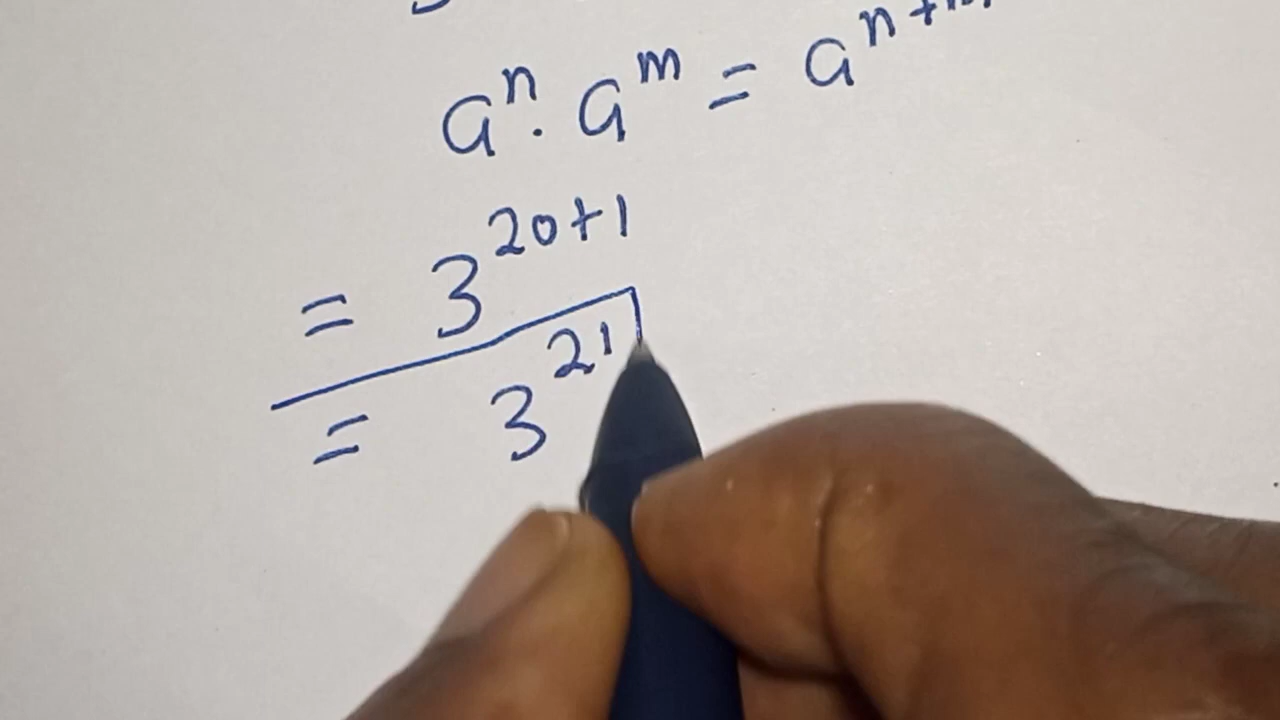 aⁿ · aᵐ = aⁿ⁺
= 3²⁰⁺¹
= 3²¹